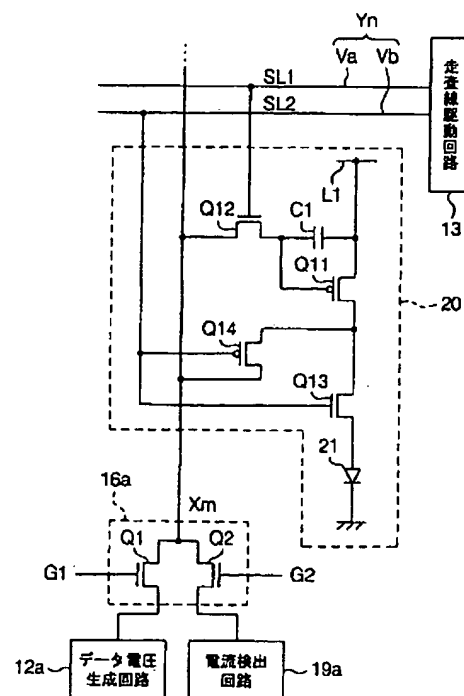 Yn
Va
Vb
SL1
SL2
走査線駆動回路
13
L1
Q12
C1
Q11
20
Q14
Q13
21
16a
Xm
Q1
Q2
G1
G2
12a
データ電圧
生成回路
電流検出
回路
19a